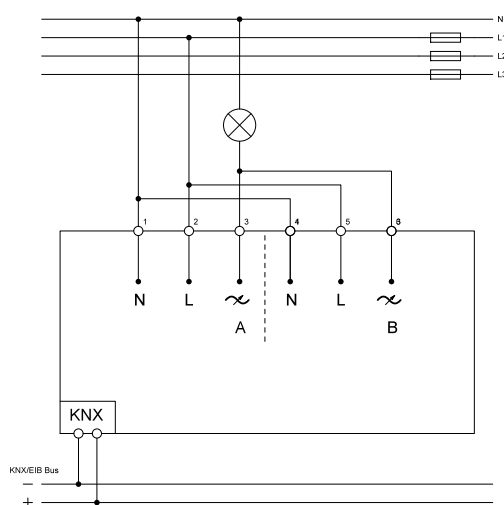 N
L1
L2
L3
1 2 3 4 5 6
N L N L
A B
KNX
KNX/EIB Bus
−
+